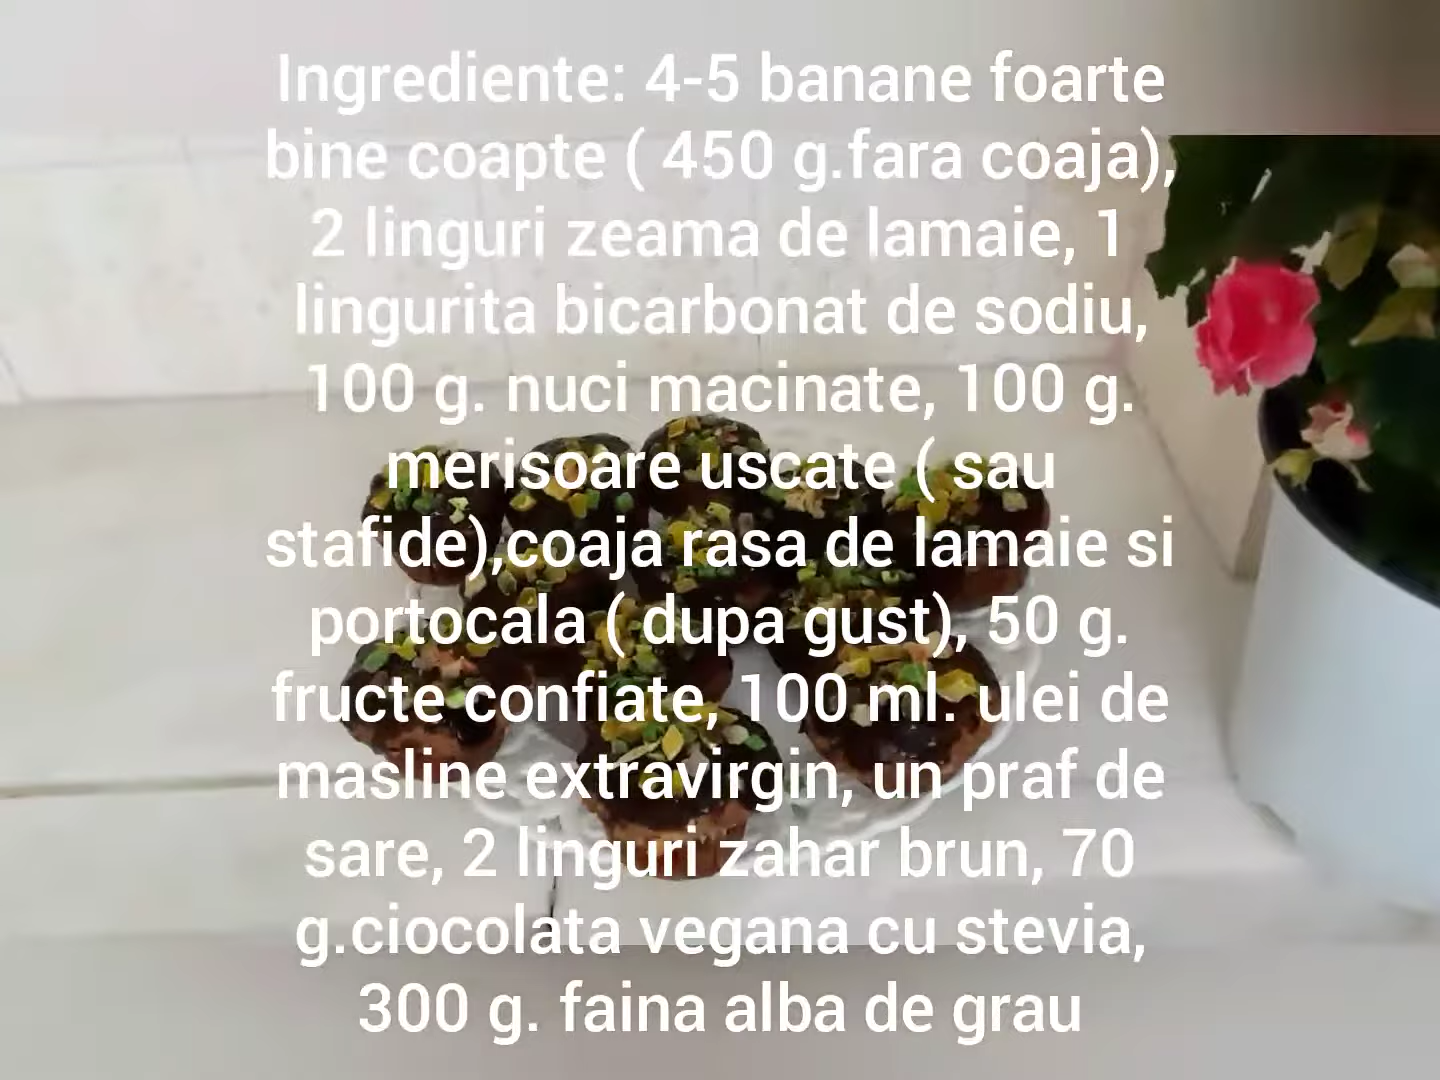 Ingrediente: 4-5 banane foarte
bine coapte ( 450 g.fara coaja),
2 linguri zeama de lamaie, 1
lingurita bicarbonat de sodiu,
100 g. nuci macinate, 100 g.
merisoare uscate ( sau
stafide),coaja rasa de lamaie si
portocala ( dupa gust), 50 g.
fructe confiate, 100 ml. ulei de
masline extravirgin, un praf de
sare, 2 linguri zahar brun, 70
g.ciocolata vegana cu stevia,
300 g. faina alba de grau